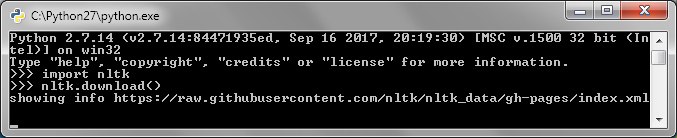 C:\Python27\python.exe
Python 2.7.14 (v2.7.14:84471935ed, Sep 16 2017, 20:19:30) [MSC v.1500 32 bit (In
tel)] on win32
Type "help", "copyright", "credits" or "license" for more information.
>>> import nltk
>>> nltk.download()
showing info https://raw.githubusercontent.com/nltk/nltk_data/gh-pages/index.xml